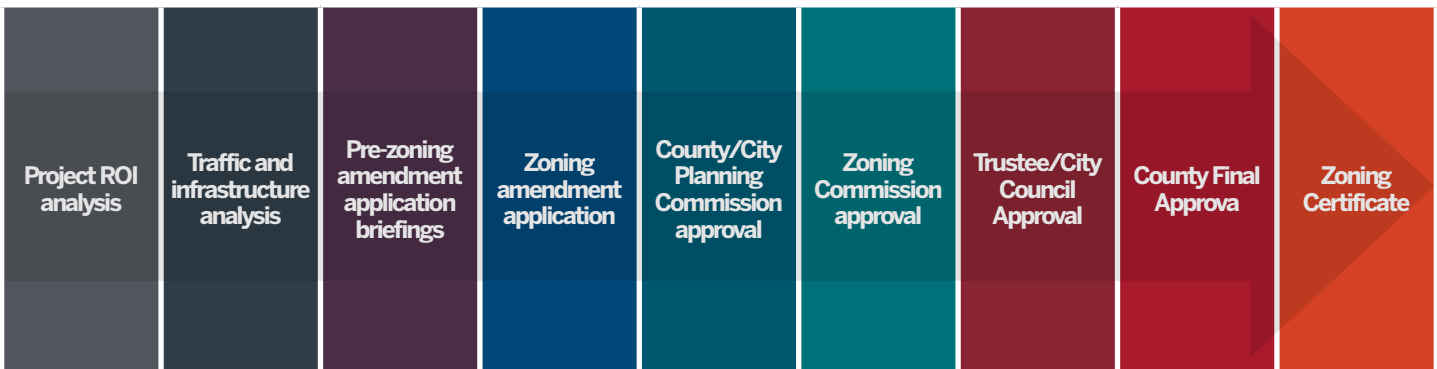 Project ROI
analysis
Traffic and
infrastructure
analysis
Pre-zoning
amendment
application
briefings
Zoning
amendment
application
County/City
Planning
Commission
approval
Zoning
Commission
approval
Trustee/City
Council
Approval
County Final
Approva
Zoning
Certificate